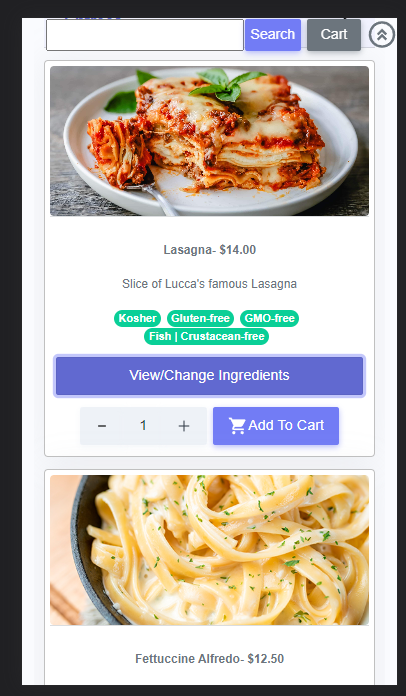 Search Cart
Lasagna- $14.00
Slice of Lucca's famous Lasagna
Kosher Gluten-free GMO-free
Fish | Crustacean-free
View/Change Ingredients
- 1 +
Add To Cart
Fettuccine Alfredo- $12.50